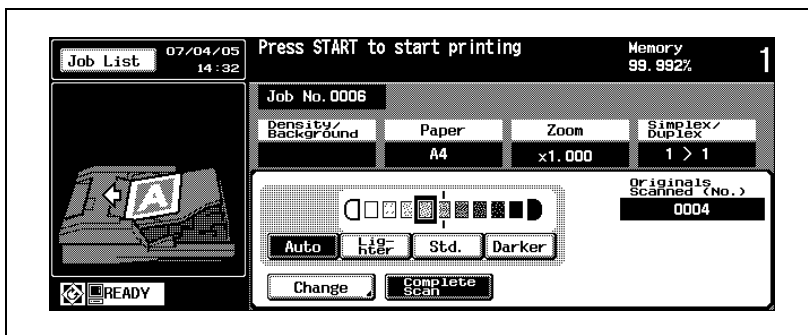 Job List
07/04/05
14:32
Press START to start printing
Memory
99.992%
1
Job No.0006
Density/
Background
Paper
Zoom
Simplex/
Duplex
A4
×1.000
1 > 1
A
Originals
Scanned (No.)
0004
Auto
Lig-
hter
Std.
Darker
Change
Complete
Scan
READY